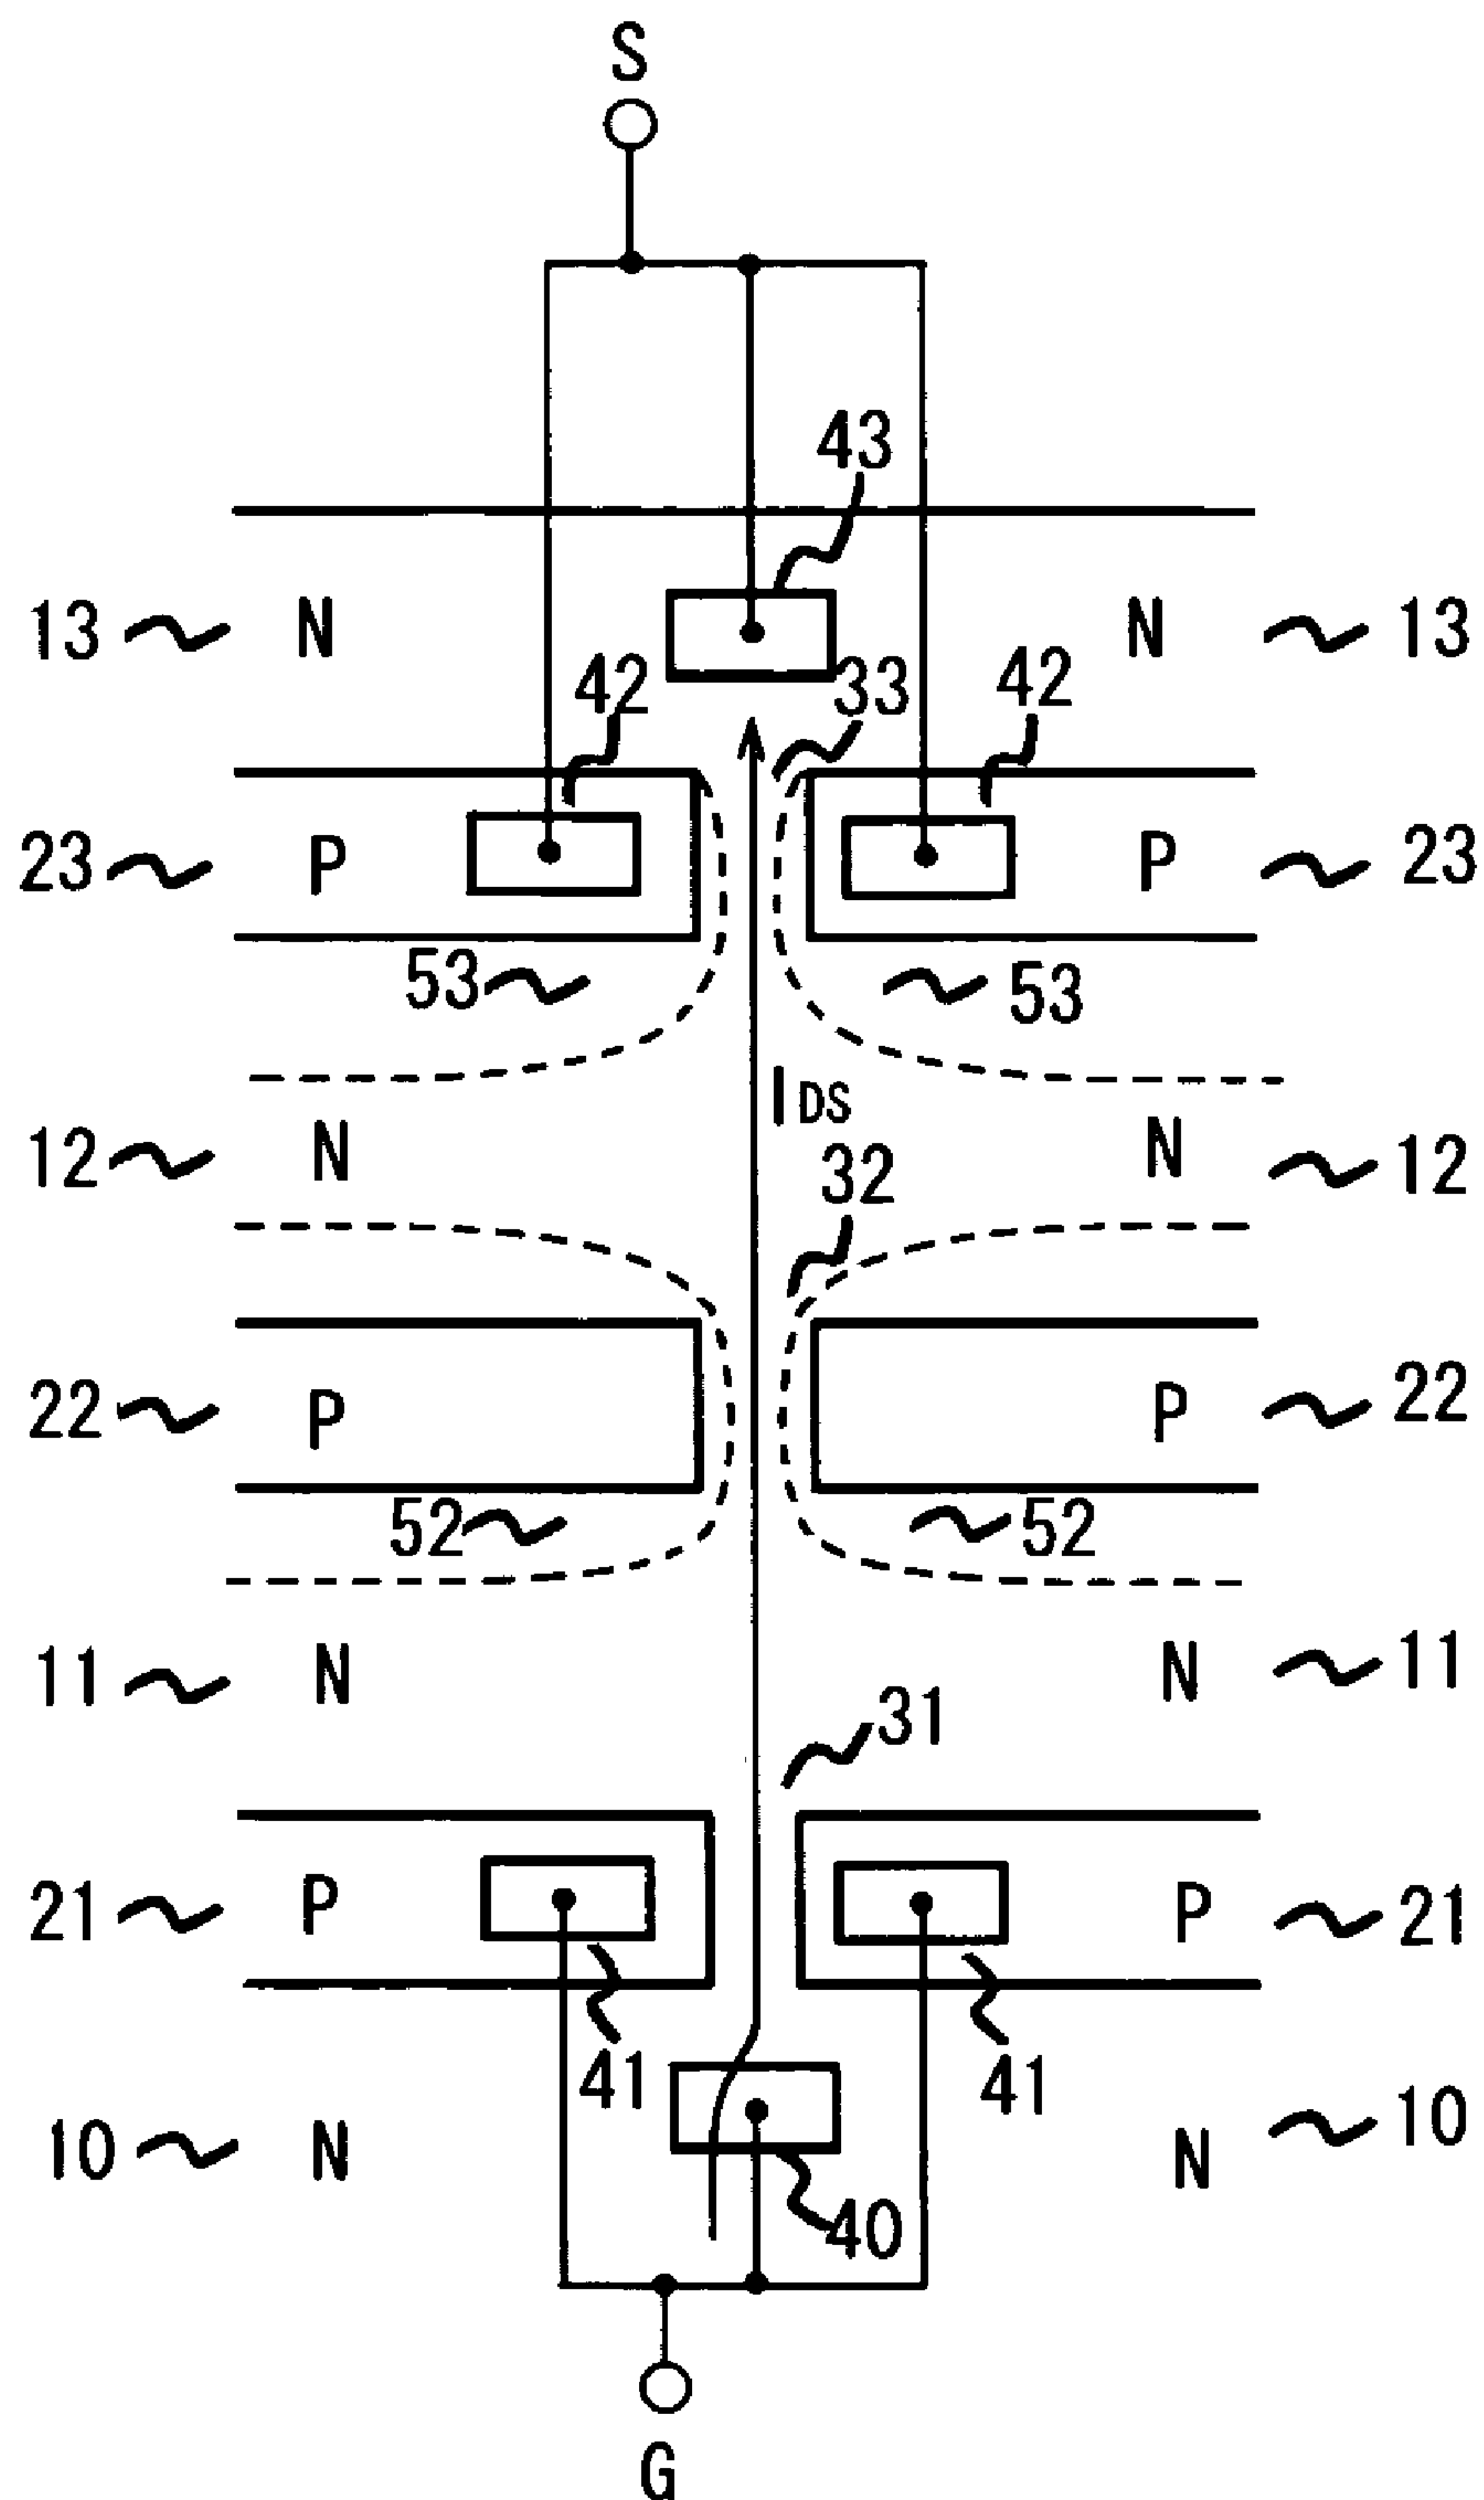 S
43
13 N N 13
42 33 42
23 P P 23
53 53
IDS
12 N N 12
32
22 P P 22
52 52
11 N N 11
31
21 P P 21
41 41
10 N N 10
40
G